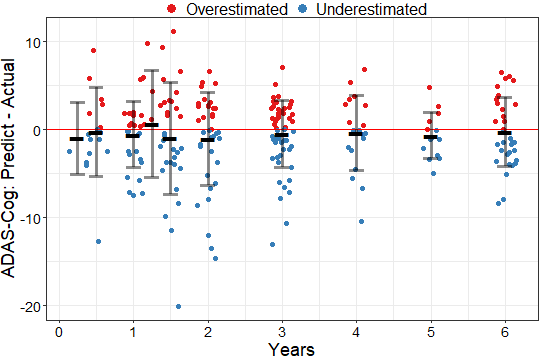 Overestimated Underestimated
ADAS-Cog: Predict - Actual
10
0
-10
-20
0 1 2 3 4 5 6
Years